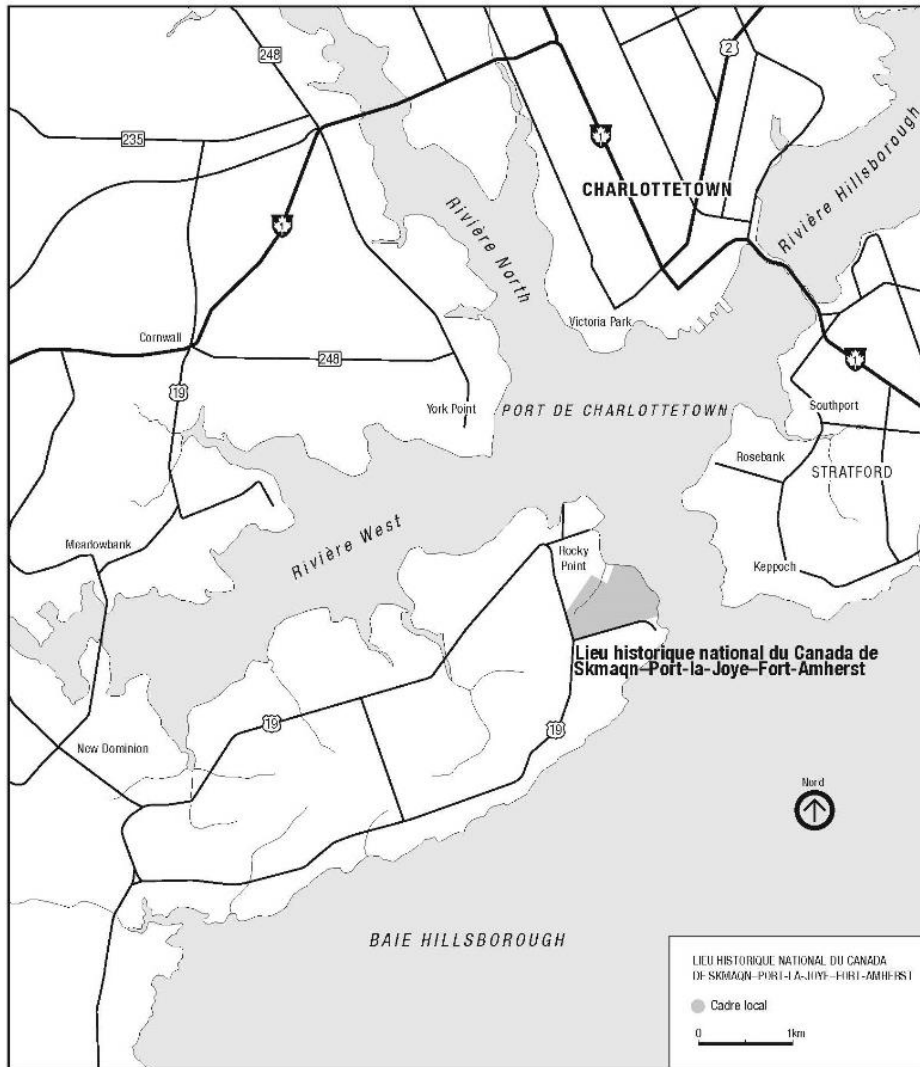 248
2
235
1
Rivière Hillsborough
CHARLOTTETOWN
1
Rivière North
Victoria Park
Cornwall
248
1
19
York Point
PORT DE CHARLOTTETOWN
Southport
Rosebank
STRATFORD
Rivière West
Meadowbank
Rocky
Point
Keppoch
Lieu historique national du Canada de
Skmaqn–Port-la-Joye–Fort-Amherst
19
19
New Dominion
Nord
BAIE HILLSBOROUGH
LIEU HISTORIQUE NATIONAL DU CANADA
DE SKMAQN–PORT-LA-JOYE–FORT-AMHERST
Cadre local
0 1km